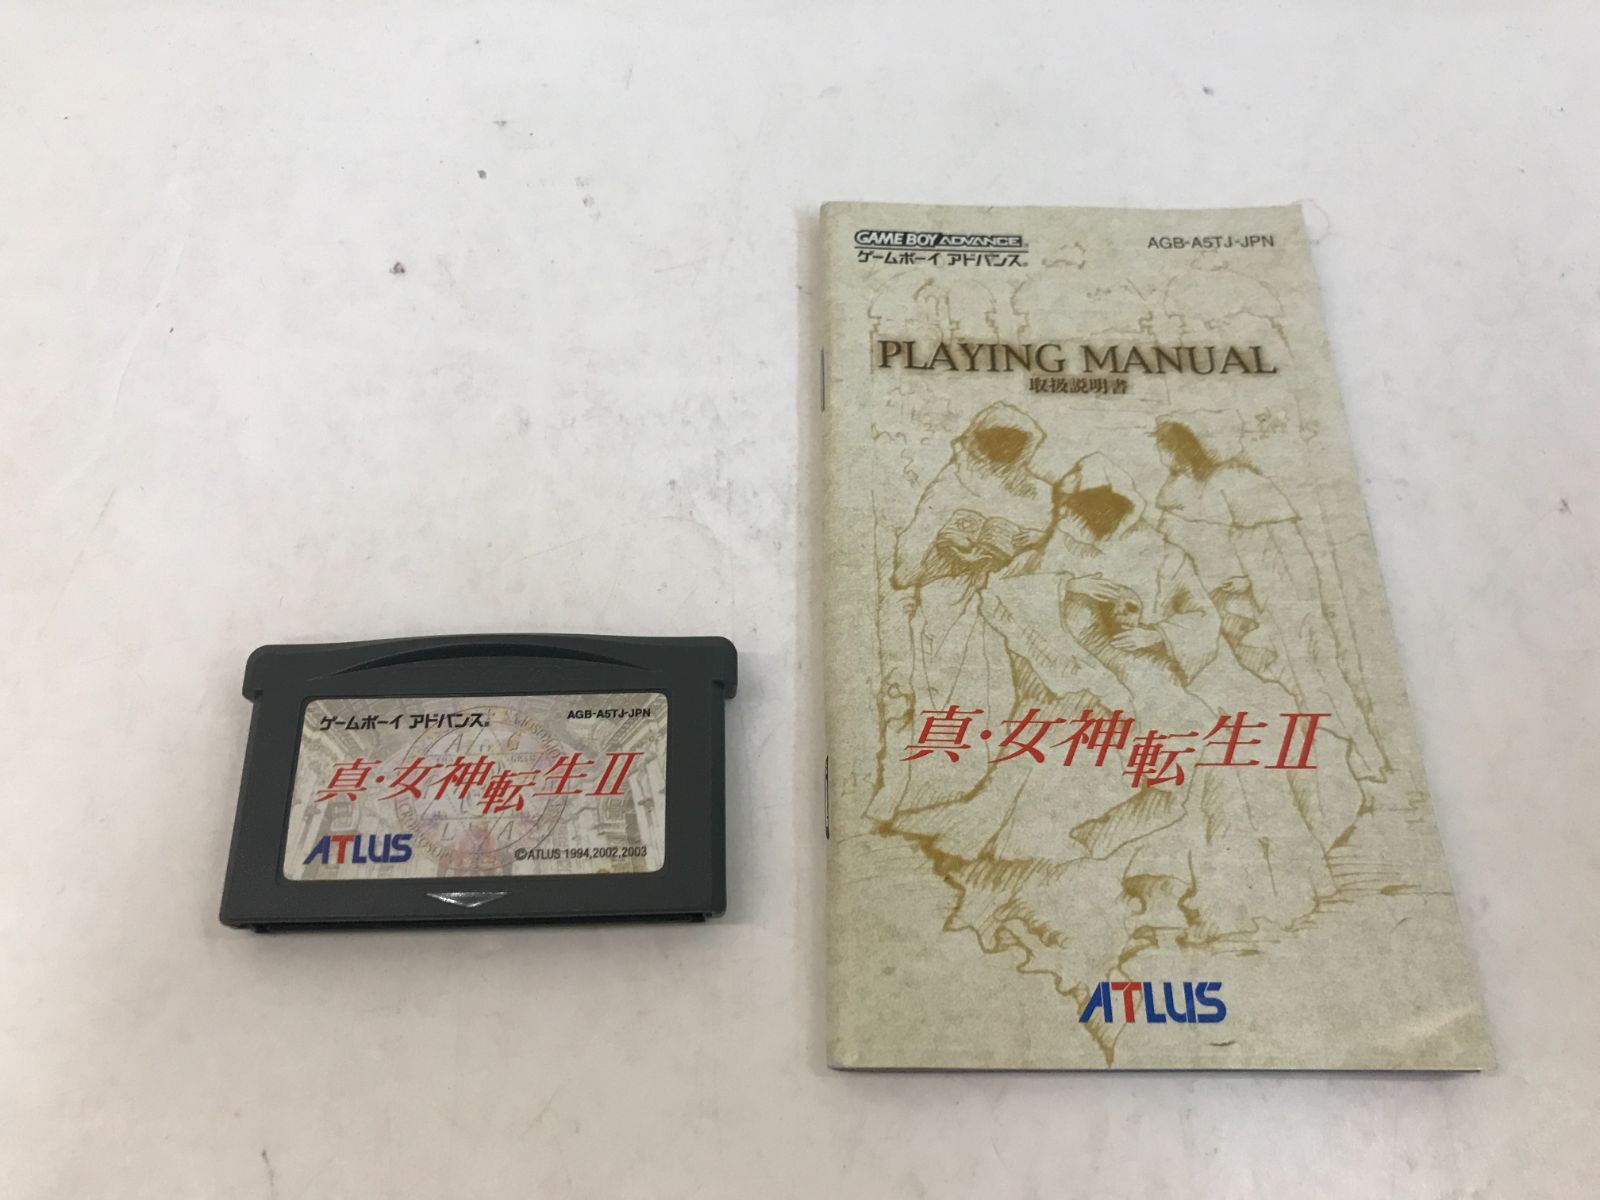 ゲームボーイ アドバンス
AGB-A5TJ-JPN
真・女神転生II
ATLUS
©ATLUS 1994,2002,2003
GAME BOY ADVANCE
ゲームボーイ アドバンス
AGB-A5TJ-JPN
PLAYING MANUAL
取扱説明書
真・女神転生II
ATLUS